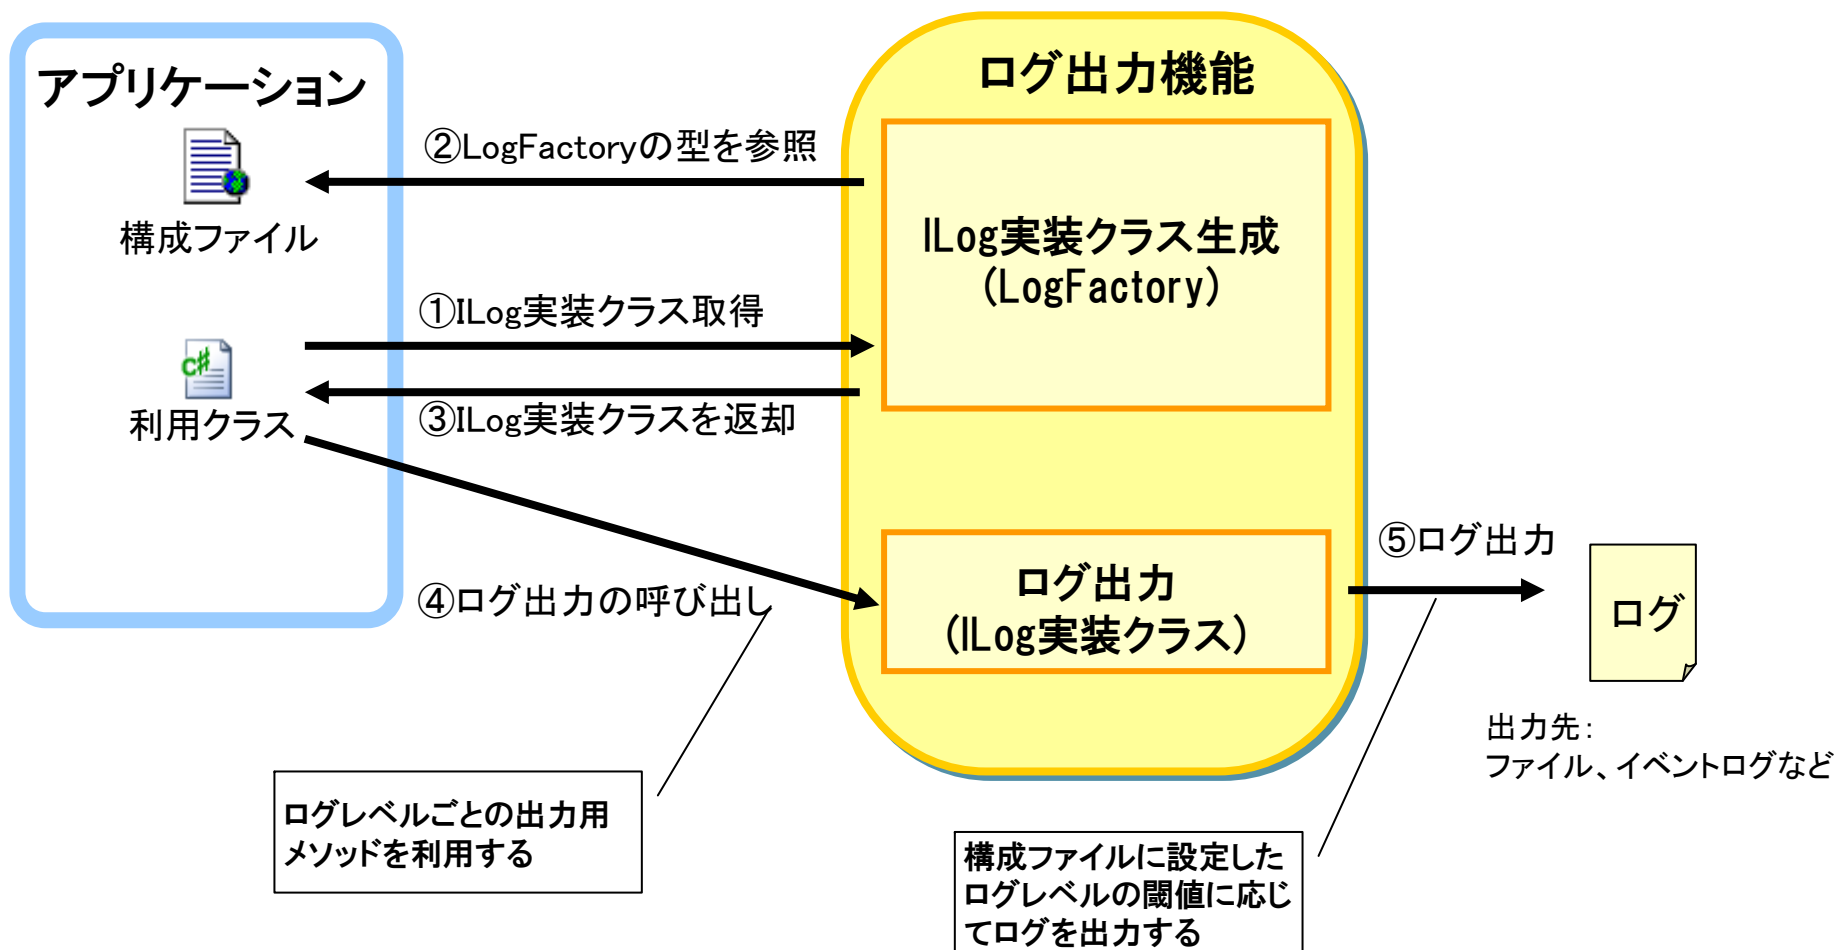 アプリケーション
構成ファイル
利用クラス
②LogFactoryの型を参照
①ILog実装クラス取得
③ILog実装クラスを返却
④ログ出力の呼び出し
ログ出力機能
ILog実装クラス生成
(LogFactory)
ログ出力
(ILog実装クラス)
⑤ログ出力
ログ
出力先：
ファイル、イベントログなど
ログレベルごとの出力用
メソッドを利用する
構成ファイルに設定した
ログレベルの閾値に応じ
てログを出力する